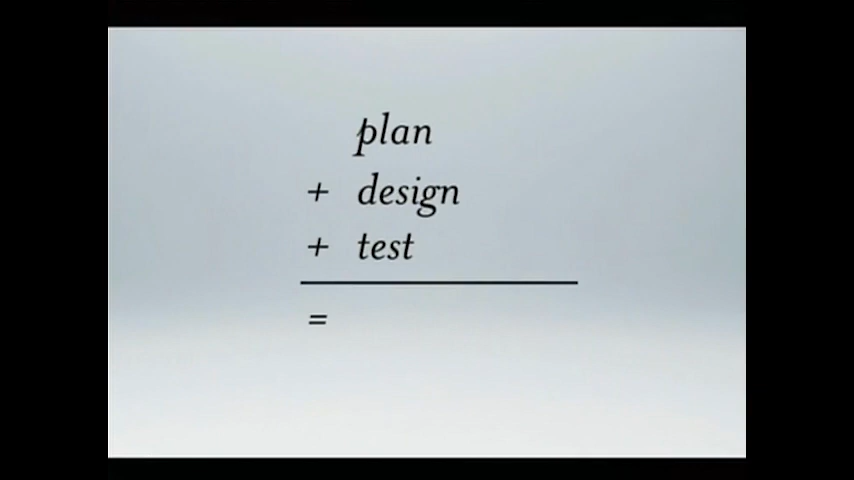 plan
+ design
+ test
=